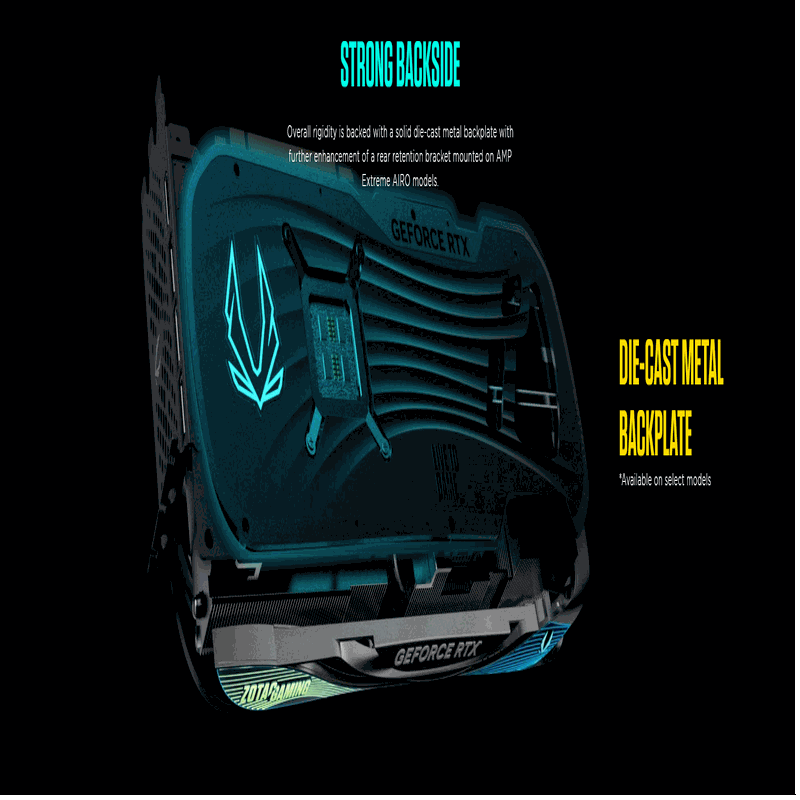 STRONG BACKSIDE
Overall rigidity is backed with a solid die-cast metal backplate with
further enhancement of a rear retention bracket mounted on AMP
Extreme AIRO models.
GEFORCE RTX
DIE-CAST METAL
BACKPLATE
*Available on select models
GEFORCE RTX
ZOTAC GAMING